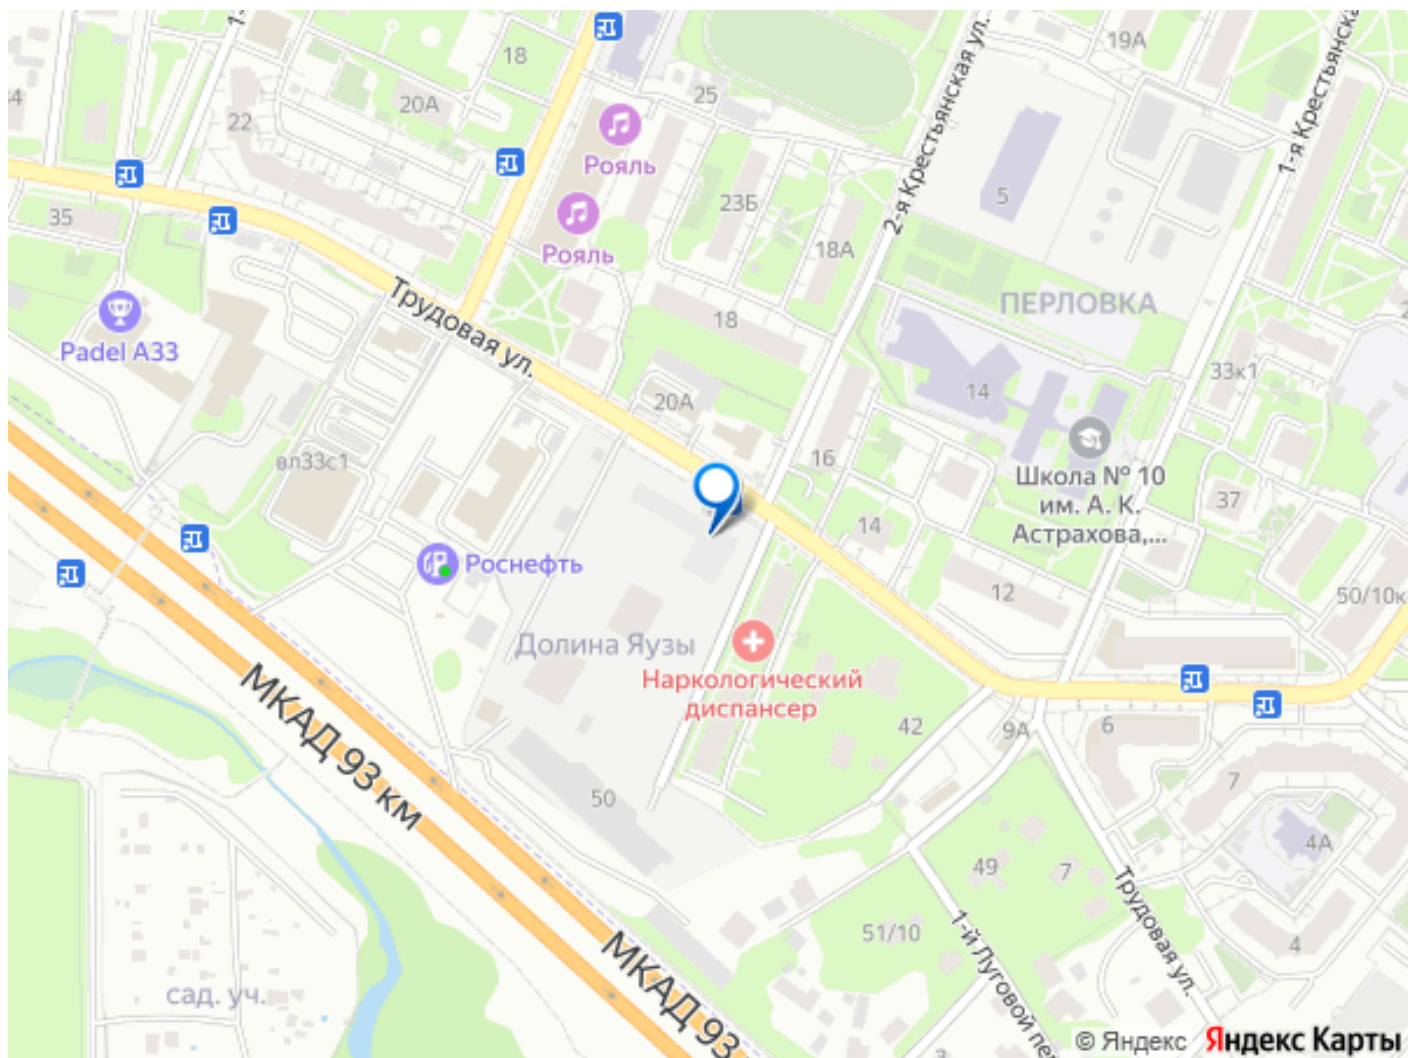 19А
18
20А
25
22
2-я Крестьянская ул.
1-я Крестьянска
Рояль
5
35
23Б
18А
Рояль
ПЕРЛОВКА
Трудовая ул.
18
Padel А33
33к1
14
20А
16
вл33с1
Школа № 10
им. А. К.
Астрахова,...
37
14
Роснефть
12
50/10к
Долина Яузы
Наркологический
диспансер
МКАД 93 км
42
9А
6
7
50
4А
49
7
Трудовая ул.
51/10
1-й Луговой пе
4
сад. уч.
МКАД 93
© Яндекс Яндекс Карты